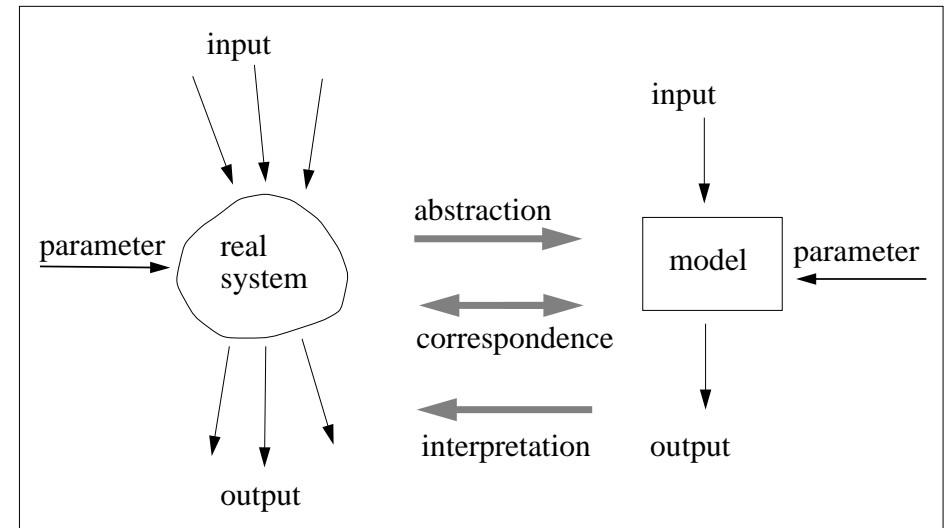 input
input
abstraction
parameter
real
system
model
parameter
correspondence
interpretation
output
output